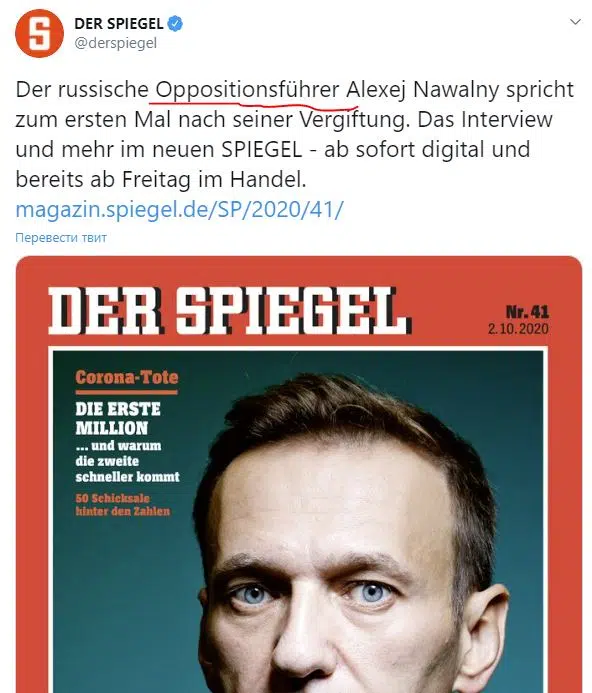 DER SPIEGEL
@derspiegel
Der russische Oppositionsführer Alexej Nawalny spricht
zum ersten Mal nach seiner Vergiftung. Das Interview
und mehr im neuen SPIEGEL - ab sofort digital und
bereits ab Freitag im Handel.
magazin.spiegel.de/SP/2020/41/
Перевести твит
DER SPIEGEL
Nr. 41
2.10.2020
Corona-Tote
DIE ERSTE
MILLION
... und warum
die zweite
schneller kommt
50 Schicksale
hinter den Zahlen